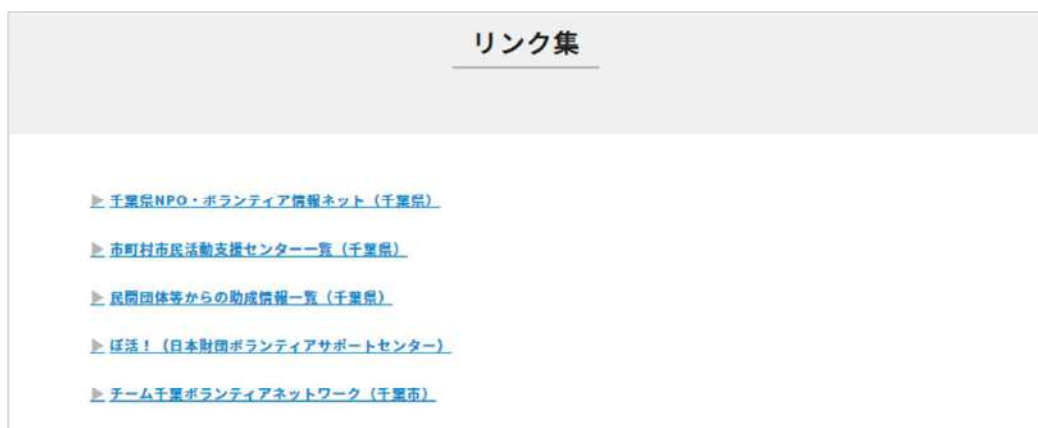 リンク集
▶ 千葉県NPO・ボランティア情報ネット（千葉県）
▶ 市町村市民活動支援センター一覧（千葉県）
▶ 民間団体等からの助成情報一覧（千葉県）
▶ ぼ活！（日本財団ボランティアサポートセンター）
▶ チーム千葉ボランティアネットワーク（千葉市）